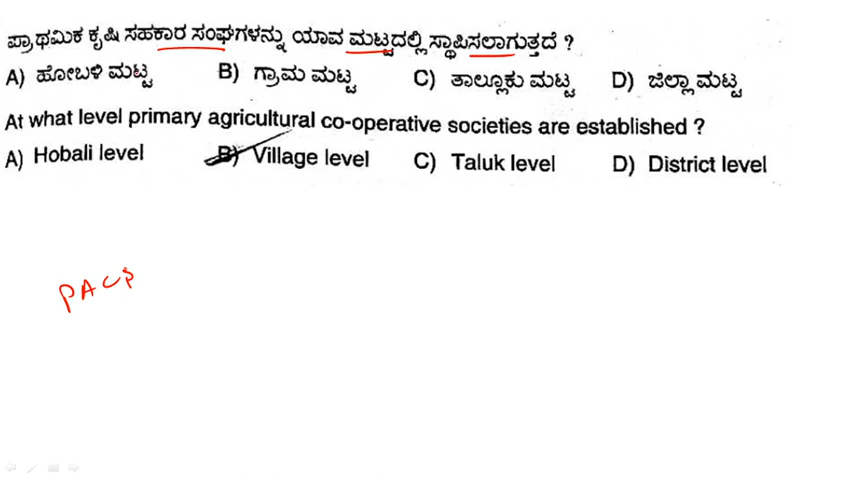 ಪ್ರಾಥಮಿಕ ಕೃಷಿ ಸಹಕಾರ ಸಂಘಗಳನ್ನು ಯಾವ ಮಟ್ಟದಲ್ಲಿ ಸ್ಥಾಪಿಸಲಾಗುತ್ತದೆ ?
A) ಹೋಬಳಿ ಮಟ್ಟ B) ಗ್ರಾಮ ಮಟ್ಟ C) ತಾಲ್ಲೂಕು ಮಟ್ಟ D) ಜಿಲ್ಲಾ ಮಟ್ಟ
At what level primary agricultural co-operative societies are established ?
A) Hobali level B) Village level C) Taluk level D) District level